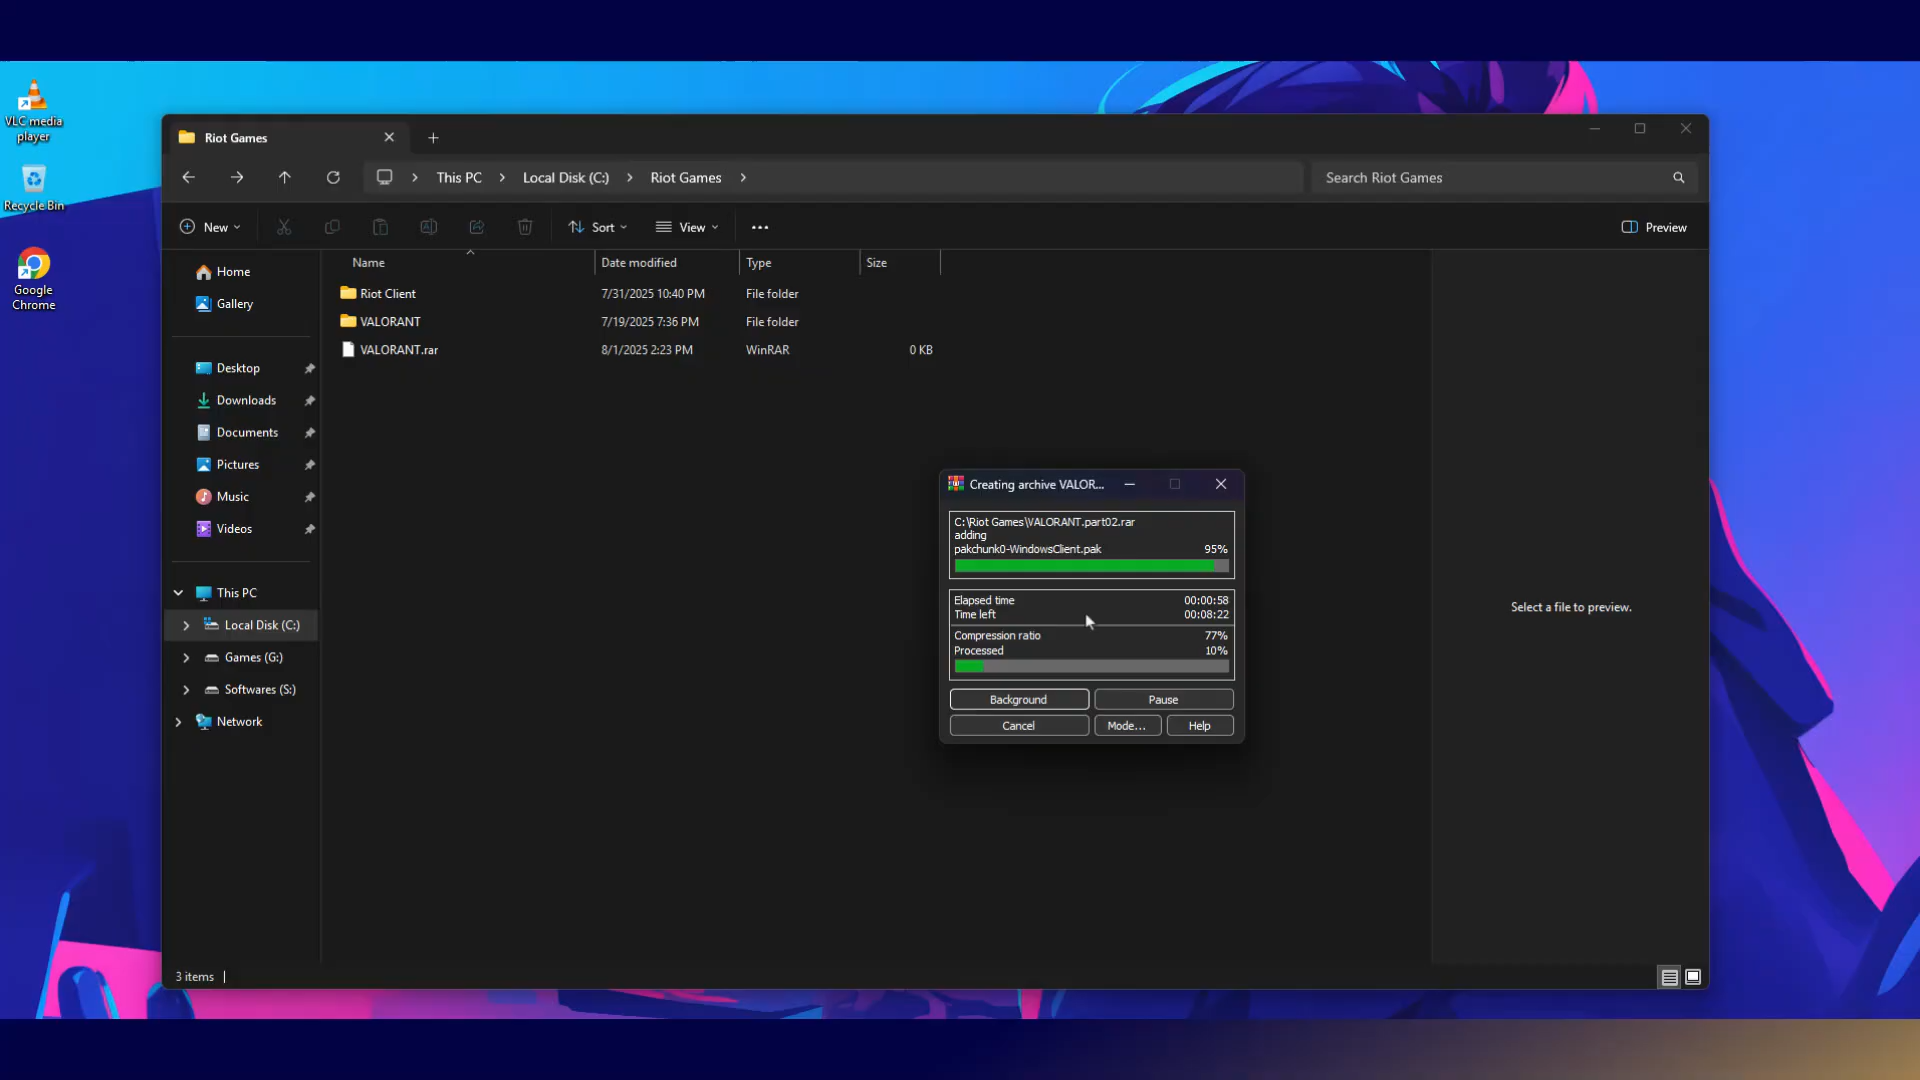 VLC media
player
Recycle Bin
Google
Chrome
Riot Games
This PC
Local Disk (C:)
Riot Games
Search Riot Games
New
Sort
View
Preview
Name
Date modified
Type
Size
Riot Client
7/31/2025 10:40 PM
File folder
VALORANT
7/19/2025 7:36 PM
File folder
VALORANT.rar
8/1/2025 2:23 PM
WinRAR
0 KB
Home
Gallery
Desktop
Downloads
Documents
Pictures
Music
Videos
This PC
Local Disk (C:)
Games (G:)
Softwares (S:)
Network
Creating archive VALOR...
C:\Riot Games\VALORANT.part02.rar
adding
pakchunk0-WindowsClient.pak 95%
Elapsed time 00:00:58
Time left 00:08:22
Compression ratio 77%
Processed 10%
Background
Pause
Cancel
Mode...
Help
Select a file to preview.
3 items